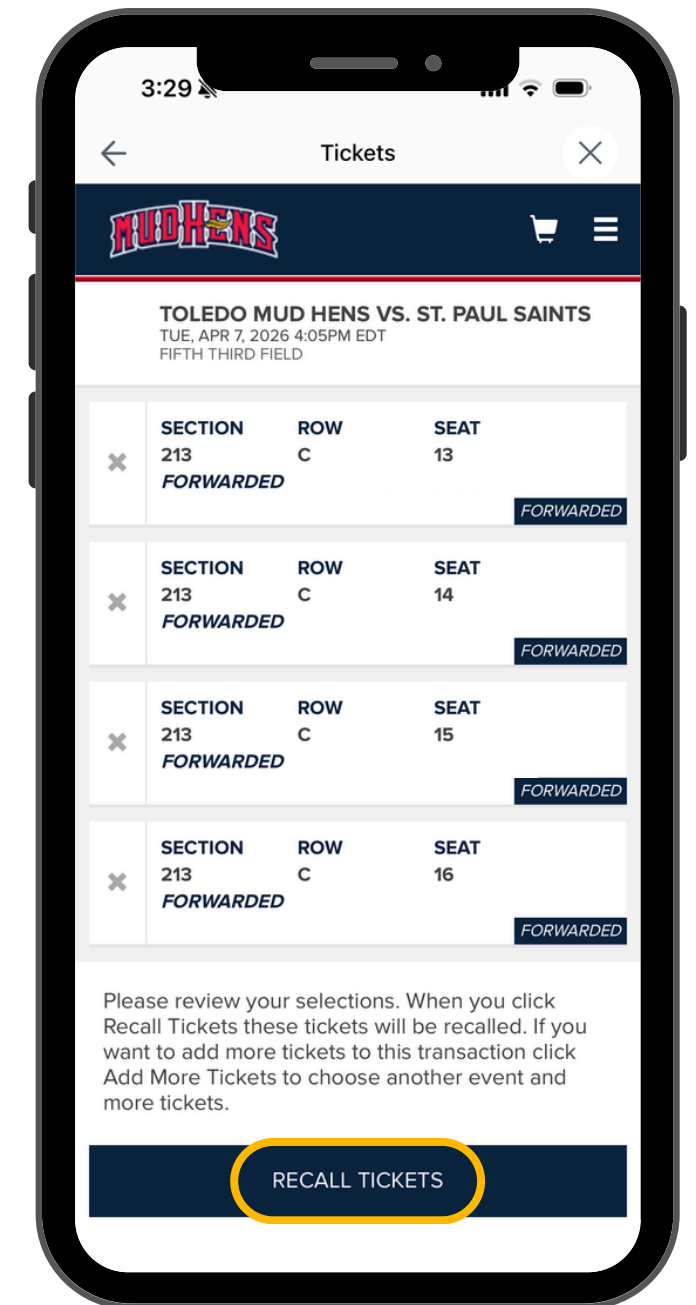 3:29
Tickets
MUDHENS
TOLEDO MUD HENS VS. ST. PAUL SAINTS
TUE, APR 7, 2026 4:05PM EDT
FIFTH THIRD FIELD
SECTION ROW SEAT
213 C 13
FORWARDED
FORWARDED
SECTION ROW SEAT
213 C 14
FORWARDED
FORWARDED
SECTION ROW SEAT
213 C 15
FORWARDED
FORWARDED
SECTION ROW SEAT
213 C 16
FORWARDED
FORWARDED
Please review your selections. When you click
Recall Tickets these tickets will be recalled. If you
want to add more tickets to this transaction click
Add More Tickets to choose another event and
more tickets.
RECALL TICKETS